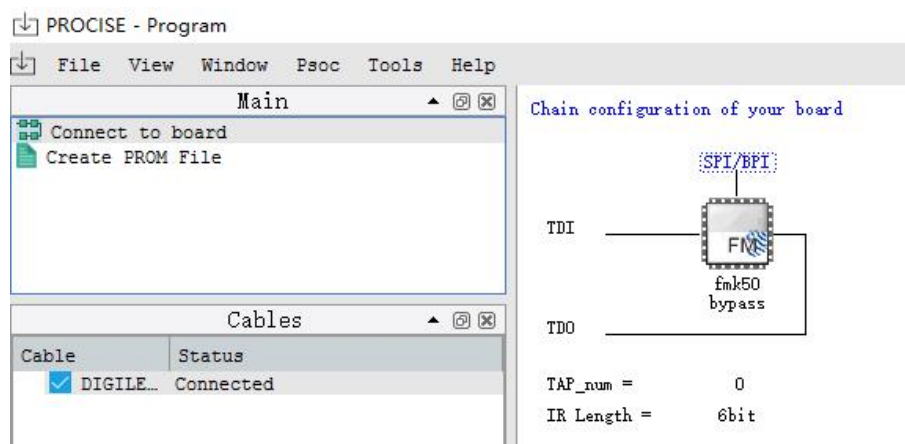 PROCISE - Program
File View Window Psoc Tools Help
Main
Connect to board
Create PROM File
Cables
Cable Status
DIGILE… Connected
Chain configuration of your board
SPI/BPI
TDI
FM
fmk50
bypass
TDO
TAP_num = 0
IR Length = 6bit